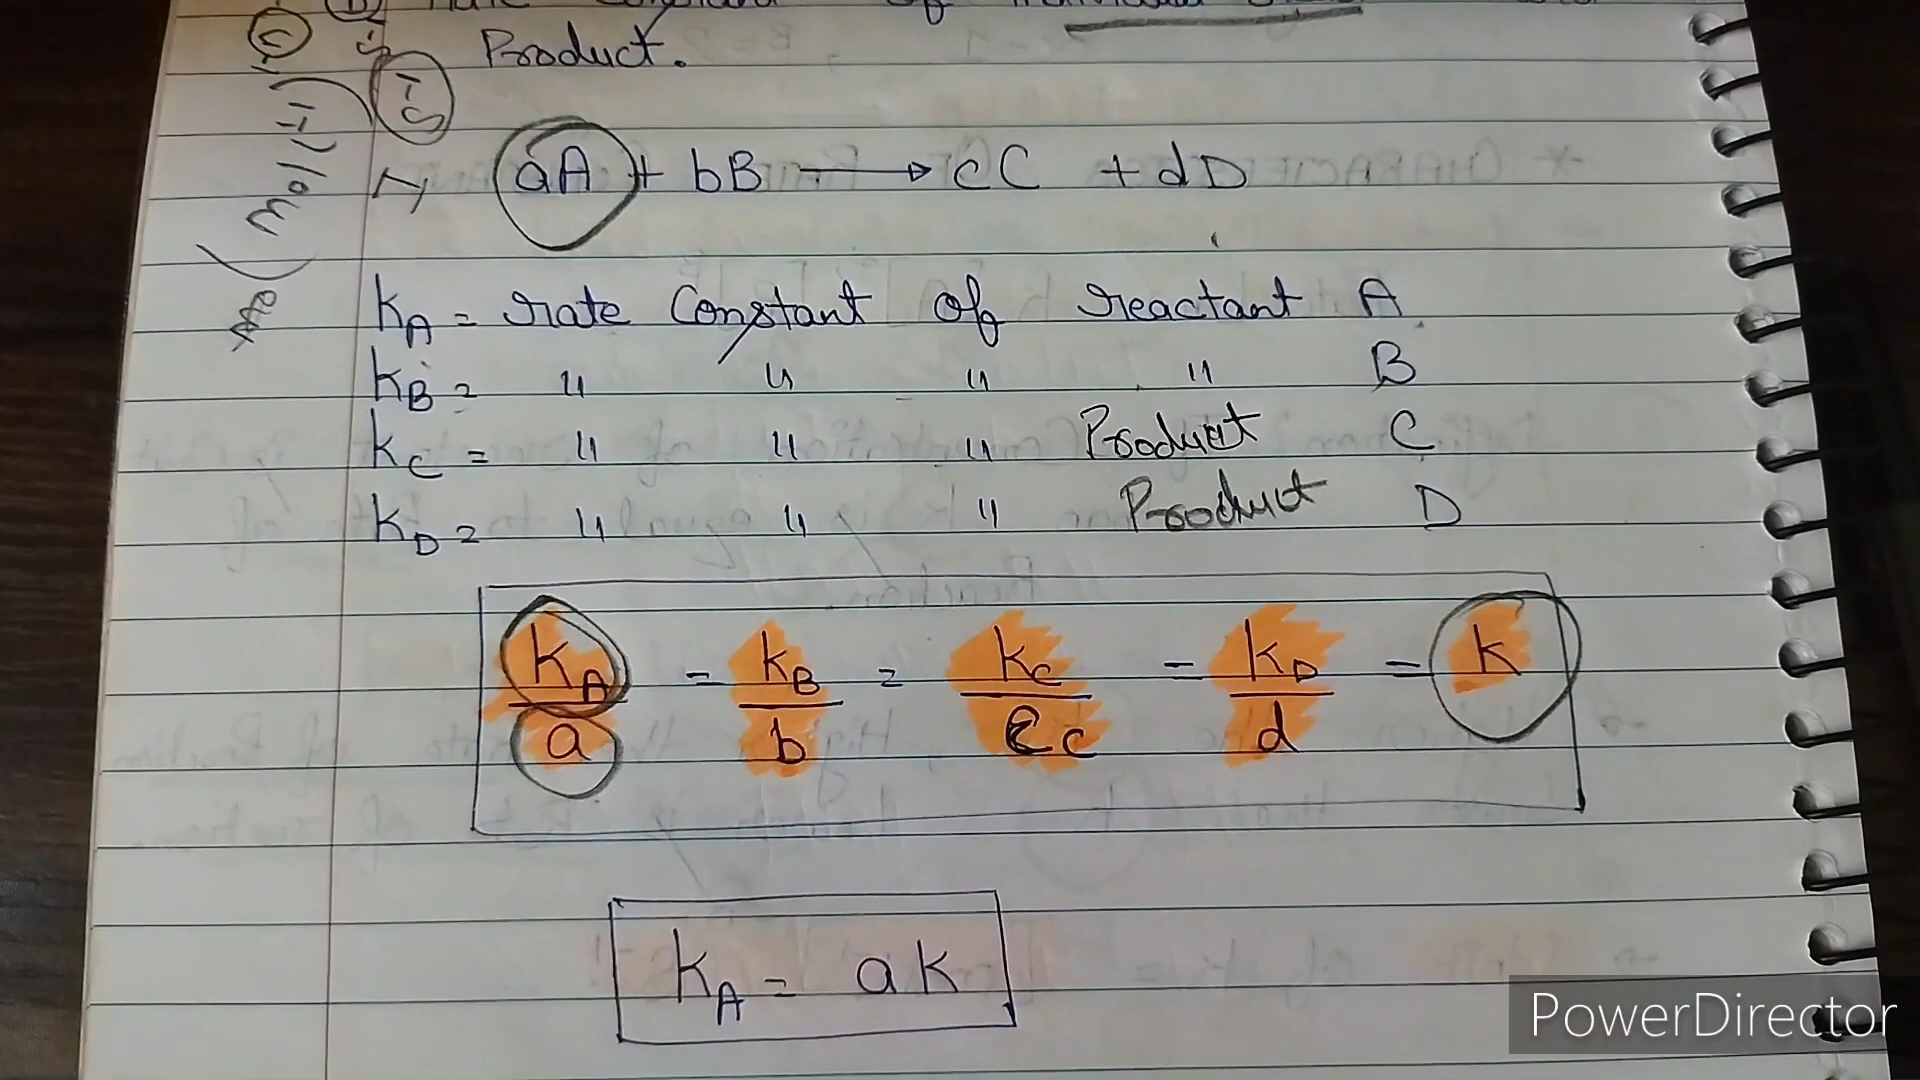 Product.
aA + bB → cC + dD
kA = rate Constant of reactant A
kB = " " " " B
kC = " " " Product C
kD = " " " Product D
kA/a = kB/b = kC/c = kD/d = k
kA = ak
PowerDirector